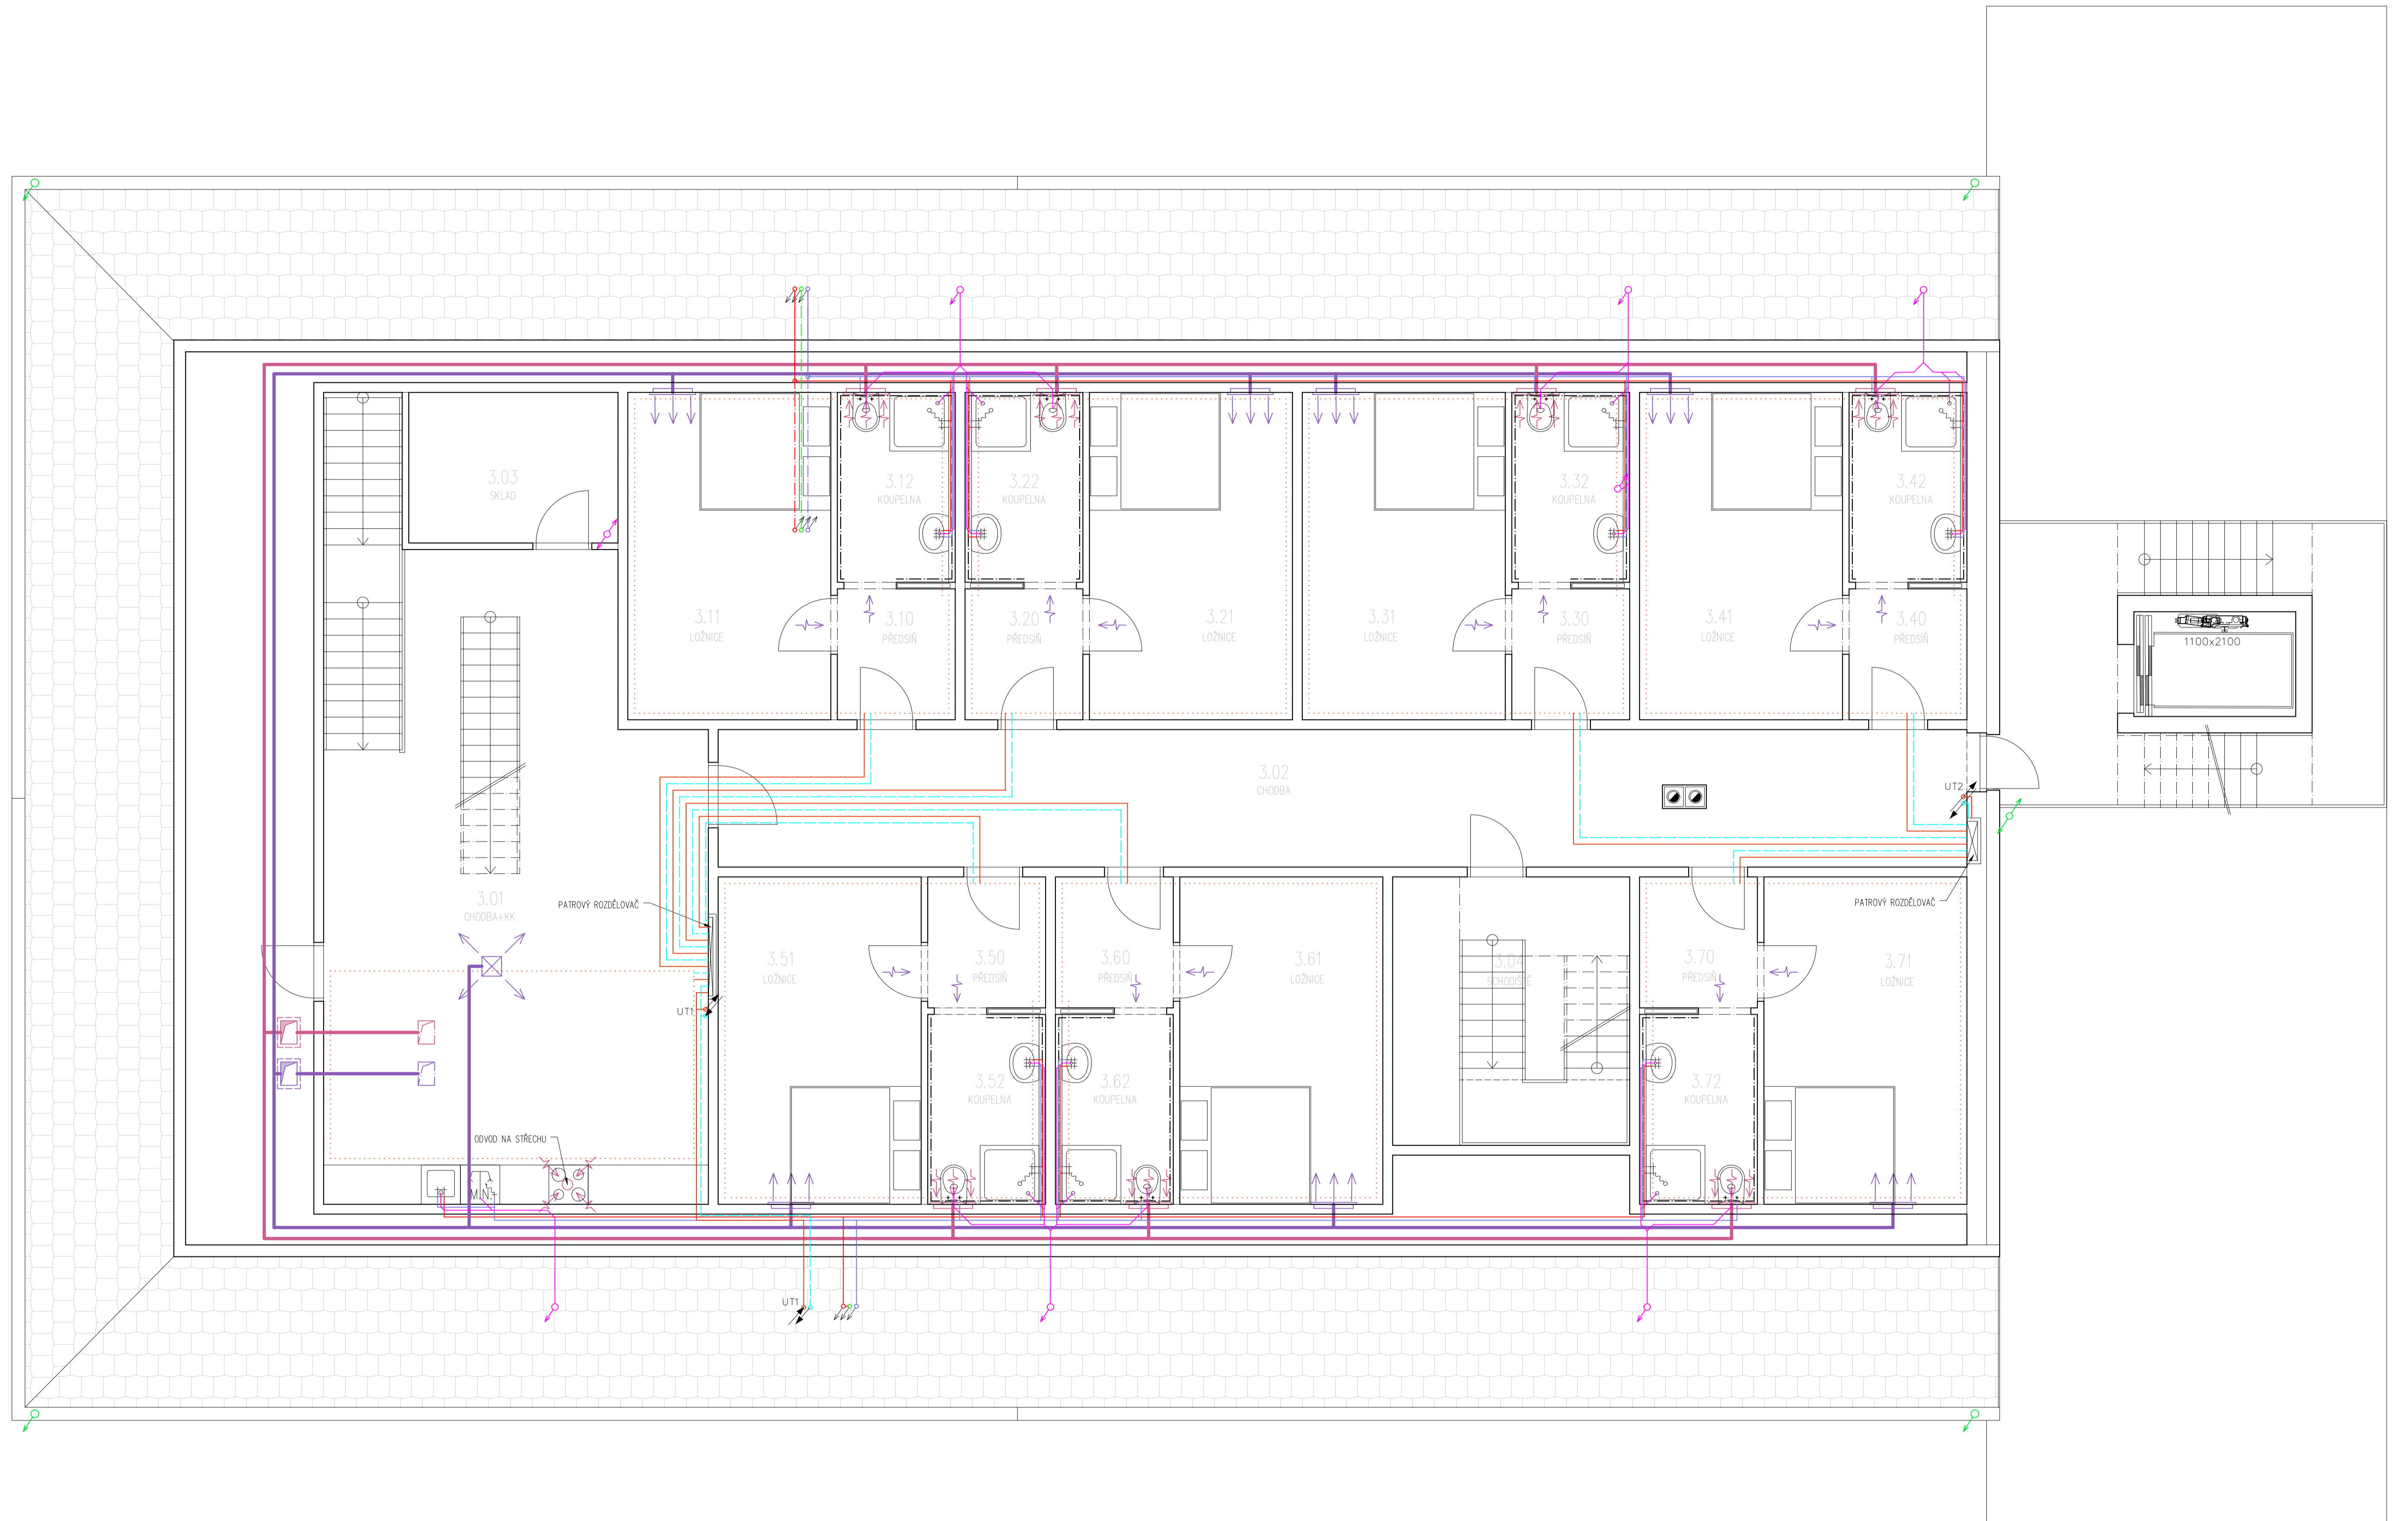 3.03
SKLAD
3.12
KOUPELNA
3.22
KOUPELNA
3.32
KOUPELNA
3.42
KOUPELNA
3.11
LOŽNICE
3.10
PŘEDSÍŇ
3.20
PŘEDSÍŇ
3.21
LOŽNICE
3.31
LOŽNICE
3.30
PŘEDSÍŇ
3.41
LOŽNICE
3.40
PŘEDSÍŇ
1100x2100
3.02
CHODBA
UT2
3.01
CHODBA+KK
PATROVÝ ROZDĚLOVAČ
PATROVÝ ROZDĚLOVAČ
3.51
LOŽNICE
3.50
PŘEDSÍŇ
3.60
PŘEDSÍŇ
3.61
LOŽNICE
3.04
SCHODIŠTĚ
3.70
PŘEDSÍŇ
3.71
LOŽNICE
UT1
3.52
KOUPELNA
3.62
KOUPELNA
3.72
KOUPELNA
ODVOD NA STŘECHU
M.N.
UT1